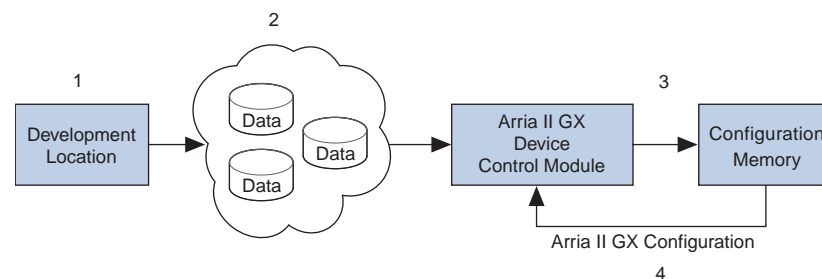 2
1
3
Development
Location
Data
Data
Data
Arria II GX
Device
Control Module
Configuration
Memory
Arria II GX Configuration
4